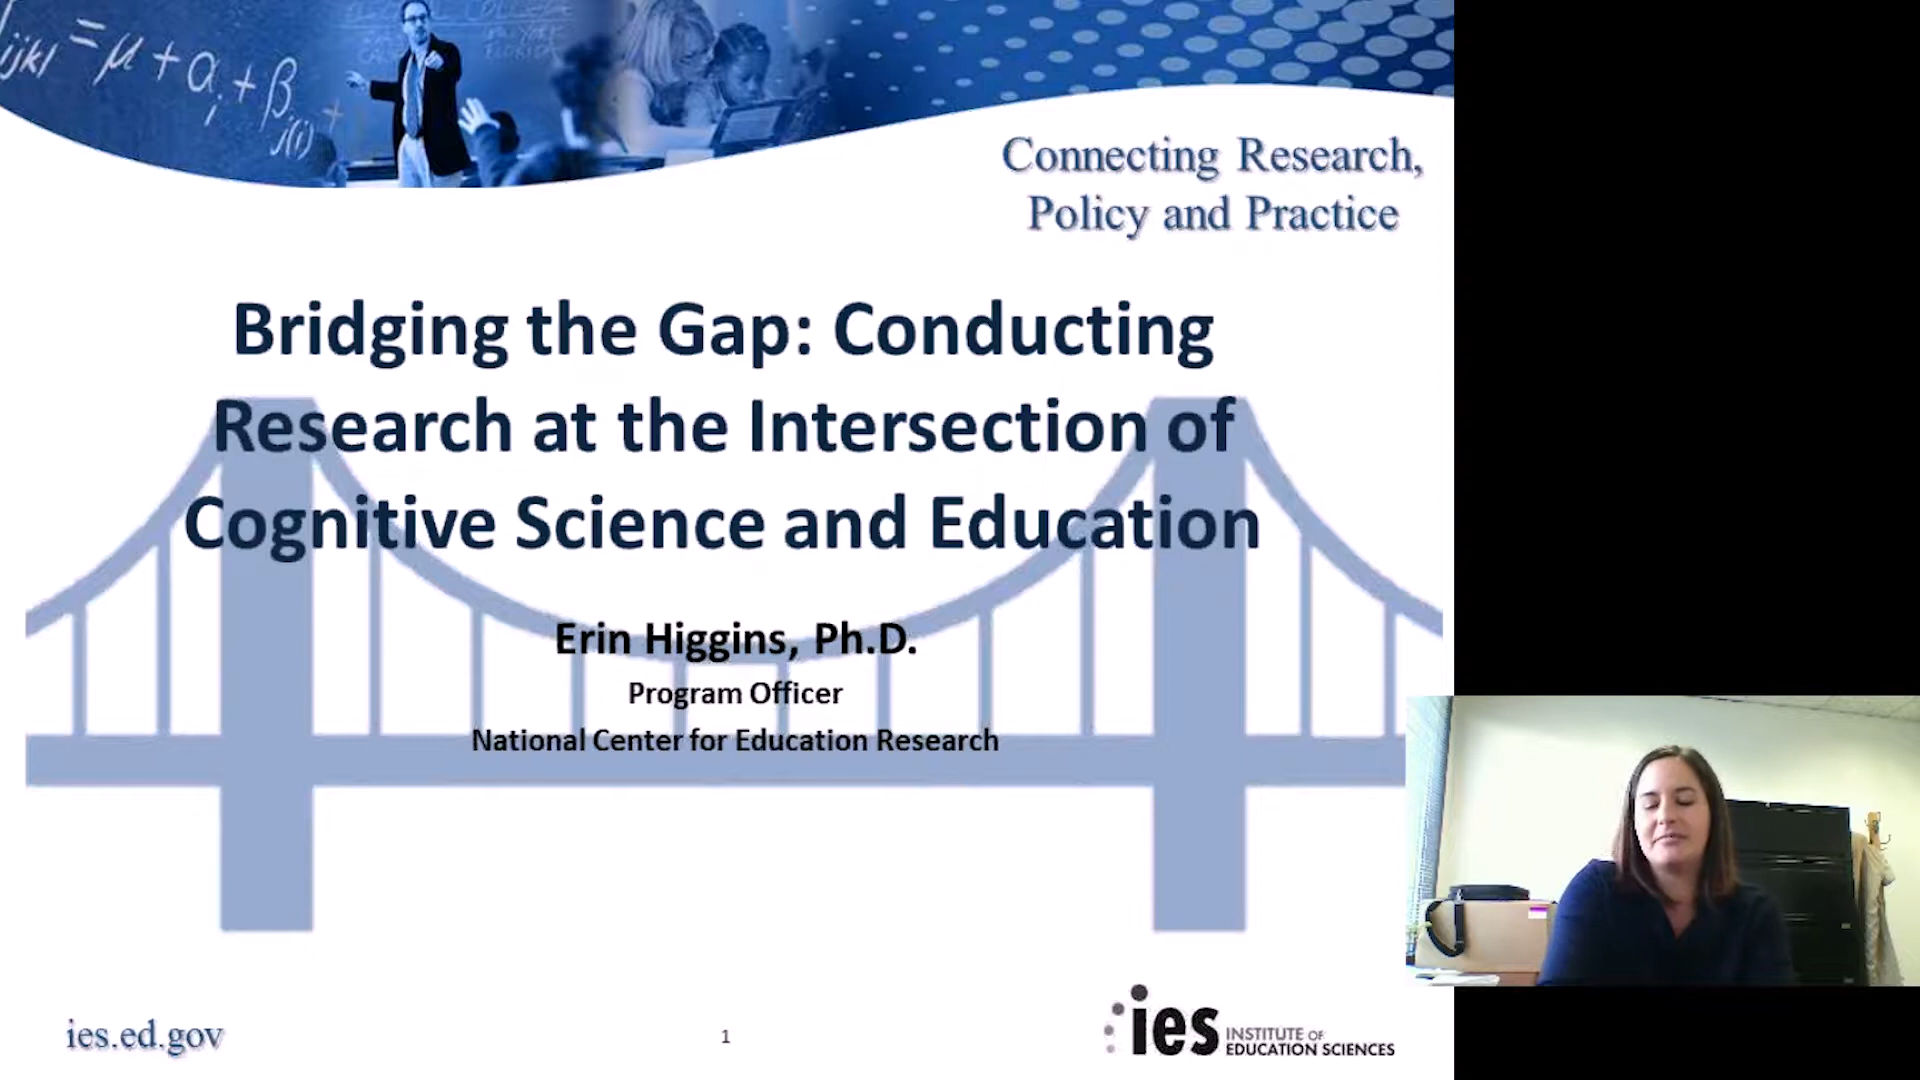 ijkl = μ + α i + β j(i) +
Connecting Research,
Policy and Practice
Bridging the Gap: Conducting
Research at the Intersection of
Cognitive Science and Education
Erin Higgins, Ph.D.
Program Officer
National Center for Education Research
ies.ed.gov
1
ies INSTITUTE OF
EDUCATION SCIENCES